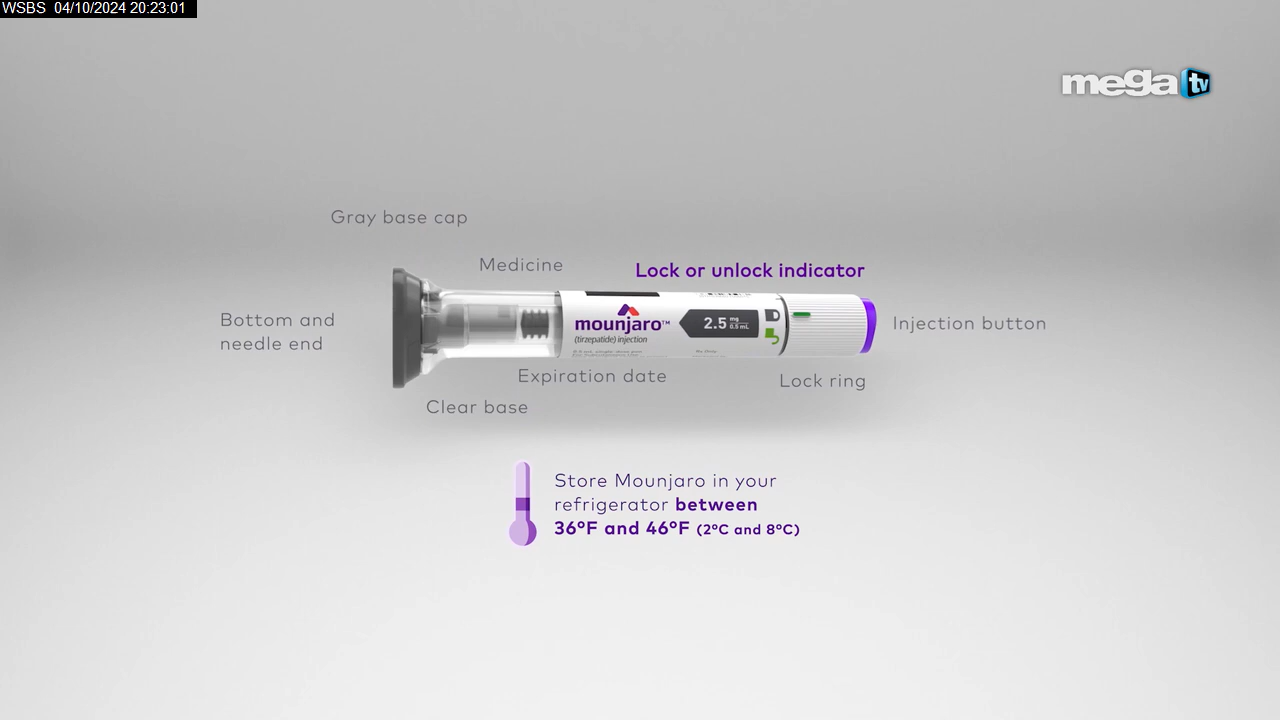 WSBS 04/10/2024 20:23:01
mega tv
Gray base cap
Medicine
Lock or unlock indicator
Bottom and
needle end
mounjaro™
(tirzepatide) injection
2.5 mg
0.5 mL
Injection button
Expiration date
Lock ring
Clear base
Store Mounjaro in your
refrigerator between
36°F and 46°F (2°C and 8°C)